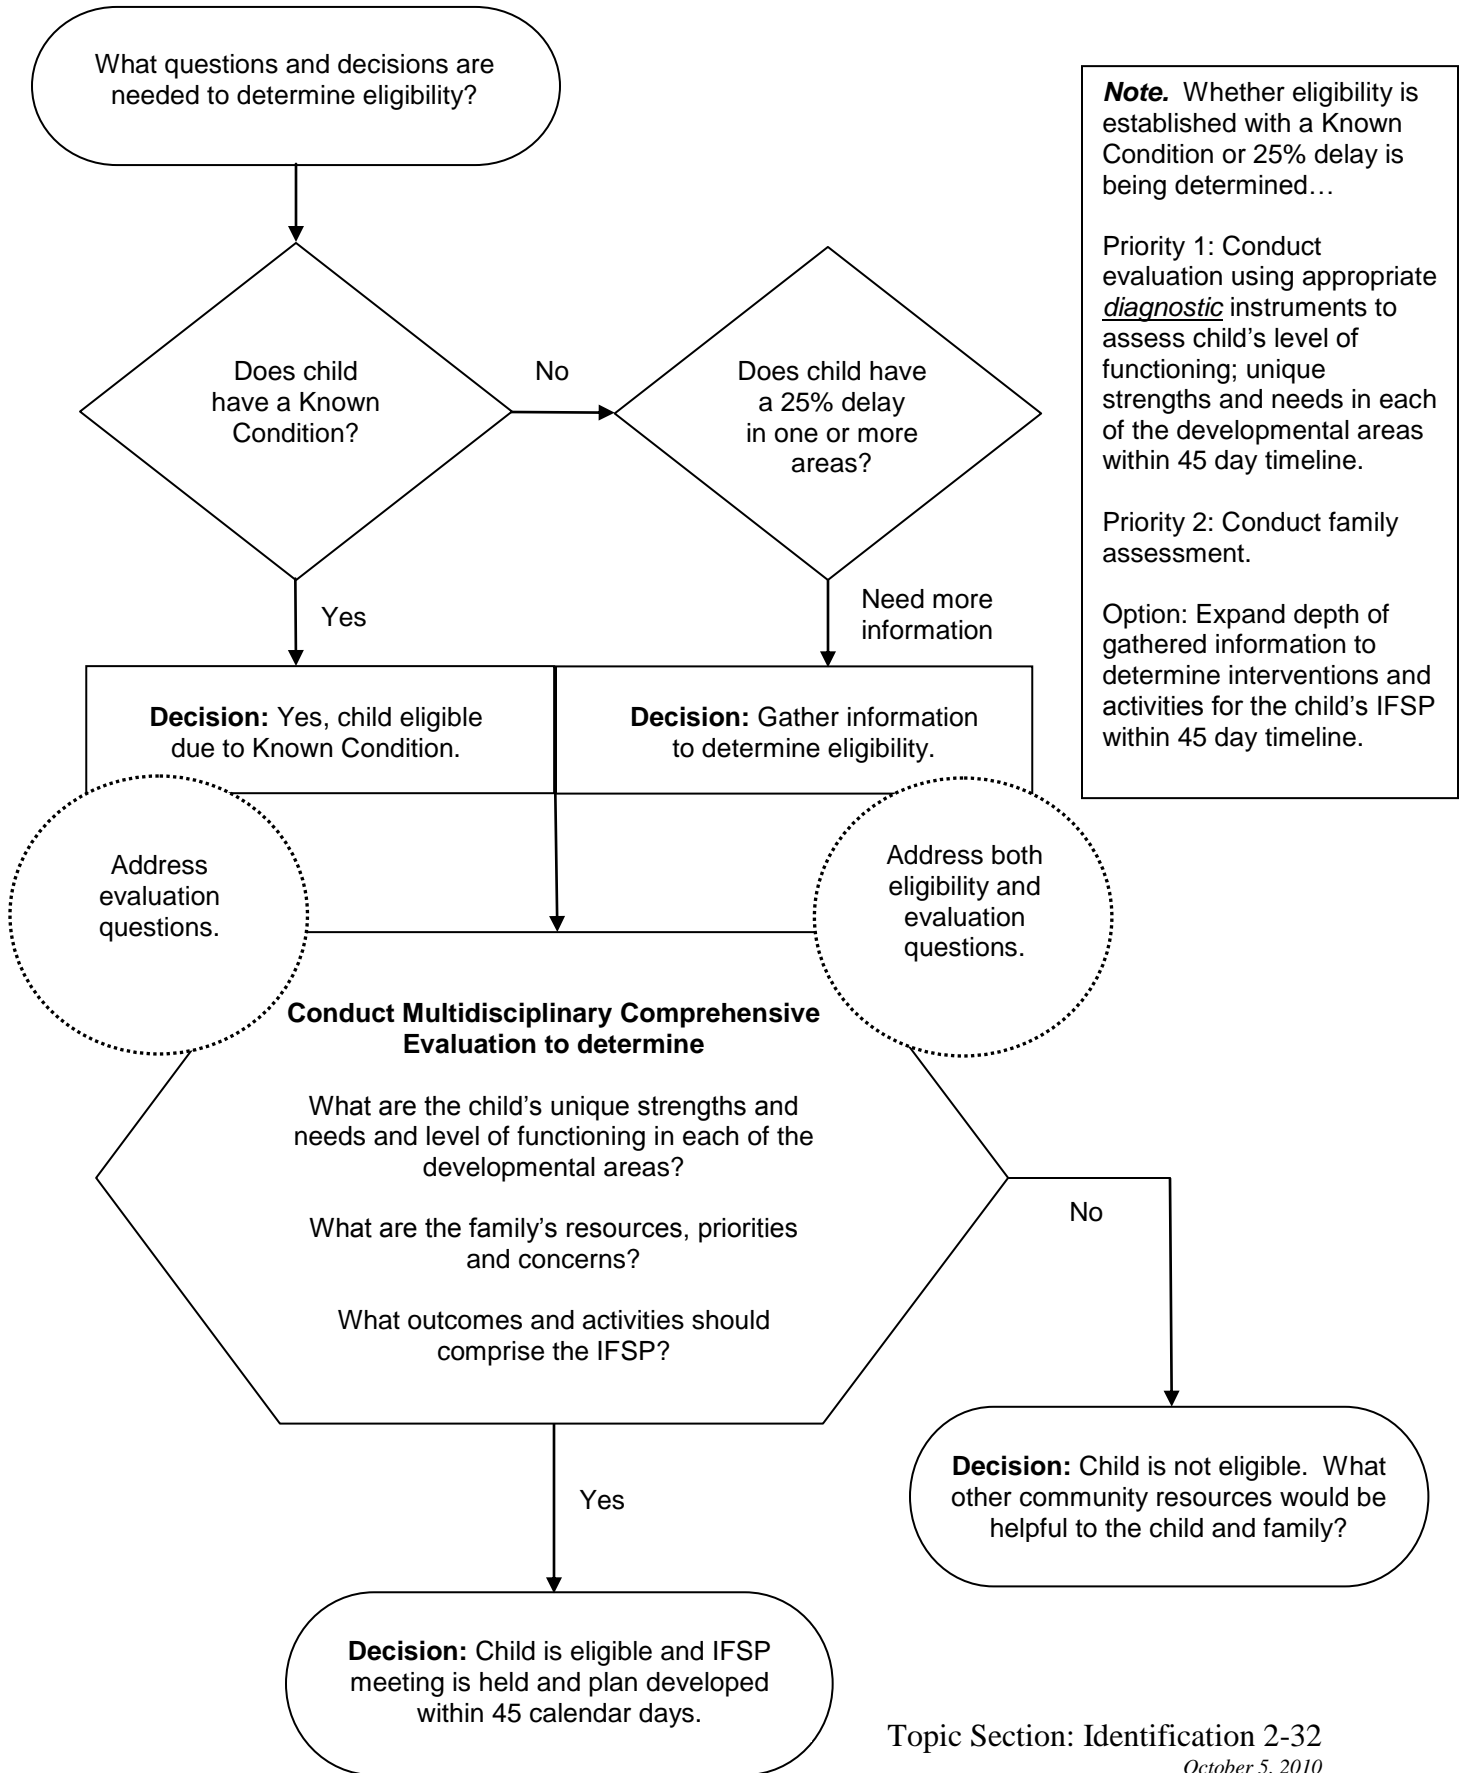 What questions and decisions are
needed to determine eligibility?
Note. Whether eligibility is
established with a Known
Condition or 25% delay is
being determined…
Priority 1: Conduct
evaluation using appropriate
diagnostic instruments to
assess child's level of
functioning; unique
strengths and needs in each
of the developmental areas
within 45 day timeline.
Priority 2: Conduct family
assessment.
Option: Expand depth of
gathered information to
determine interventions and
activities for the child's IFSP
within 45 day timeline.
Does child
have a Known
Condition?
No
Does child have
a 25% delay
in one or more
areas?
Yes
Need more
information
Decision: Yes, child eligible
due to Known Condition.
Decision: Gather information
to determine eligibility.
Address
evaluation
questions.
Address both
eligibility and
evaluation
questions.
Conduct Multidisciplinary Comprehensive
Evaluation to determine
What are the child's unique strengths and
needs and level of functioning in each of the
developmental areas?
What are the family's resources, priorities
and concerns?
What outcomes and activities should
comprise the IFSP?
No
Yes
Decision: Child is not eligible. What
other community resources would be
helpful to the child and family?
Decision: Child is eligible and IFSP
meeting is held and plan developed
within 45 calendar days.
Topic Section: Identification 2-32
October 5, 2010